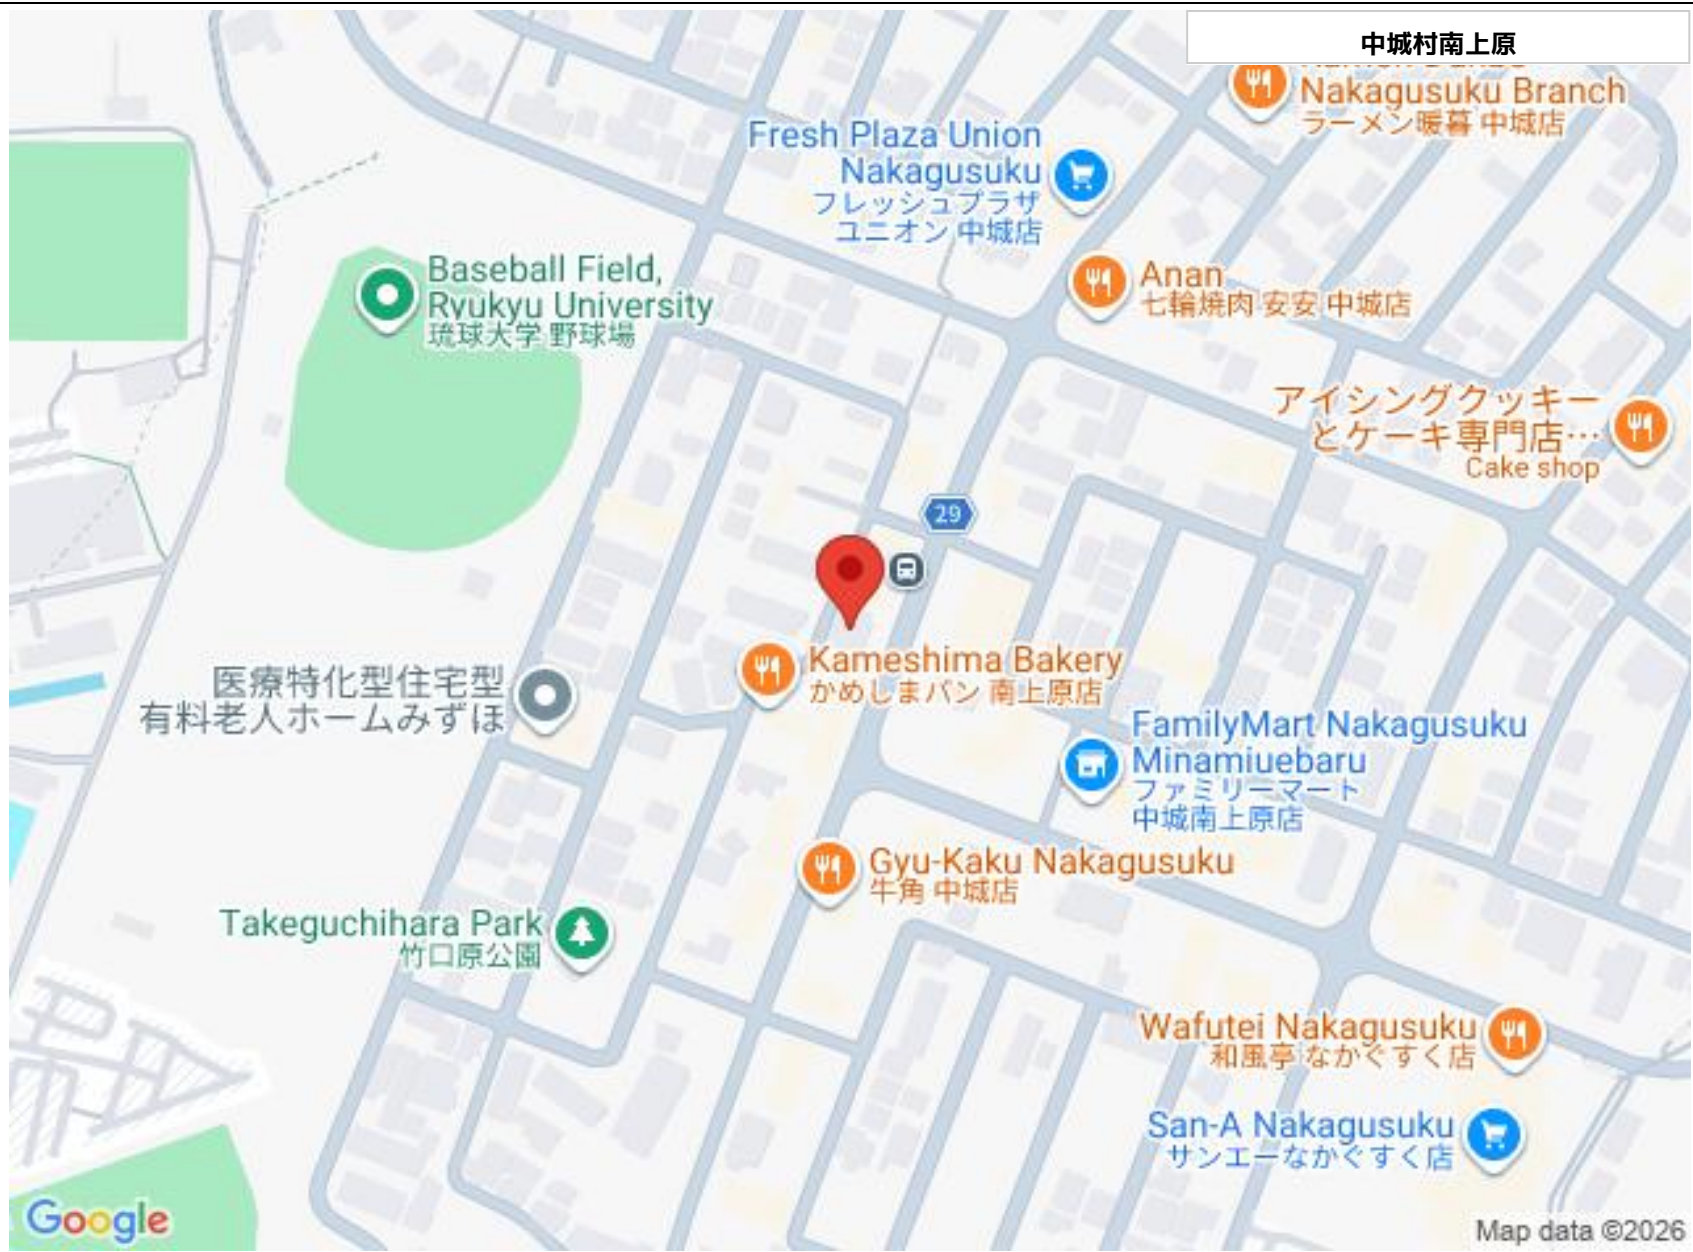 中城村南上原
Nakagusuku Branch
ラーメン暖暮 中城店
Fresh Plaza Union
Nakagusuku
フレッシュプラザ
ユニオン 中城店
Baseball Field,
Ryukyu University
琉球大学 野球場
Anan
七輪焼肉 安安 中城店
アイシングクッキー
とケーキ専門店…
Cake shop
29
Kameshima Bakery
かめしまパン 南上原店
医療特化型住宅型
有料老人ホームみずほ
FamilyMart Nakagusuku
Minamiuebaru
ファミリーマート
中城南上原店
Gyu-Kaku Nakagusuku
牛角 中城店
Takeguchihara Park
竹口原公園
Wafutei Nakagusuku
和風亭 なかぐすく店
San-A Nakagusuku
サンエーなかぐすく店
Google
Map data ©2026